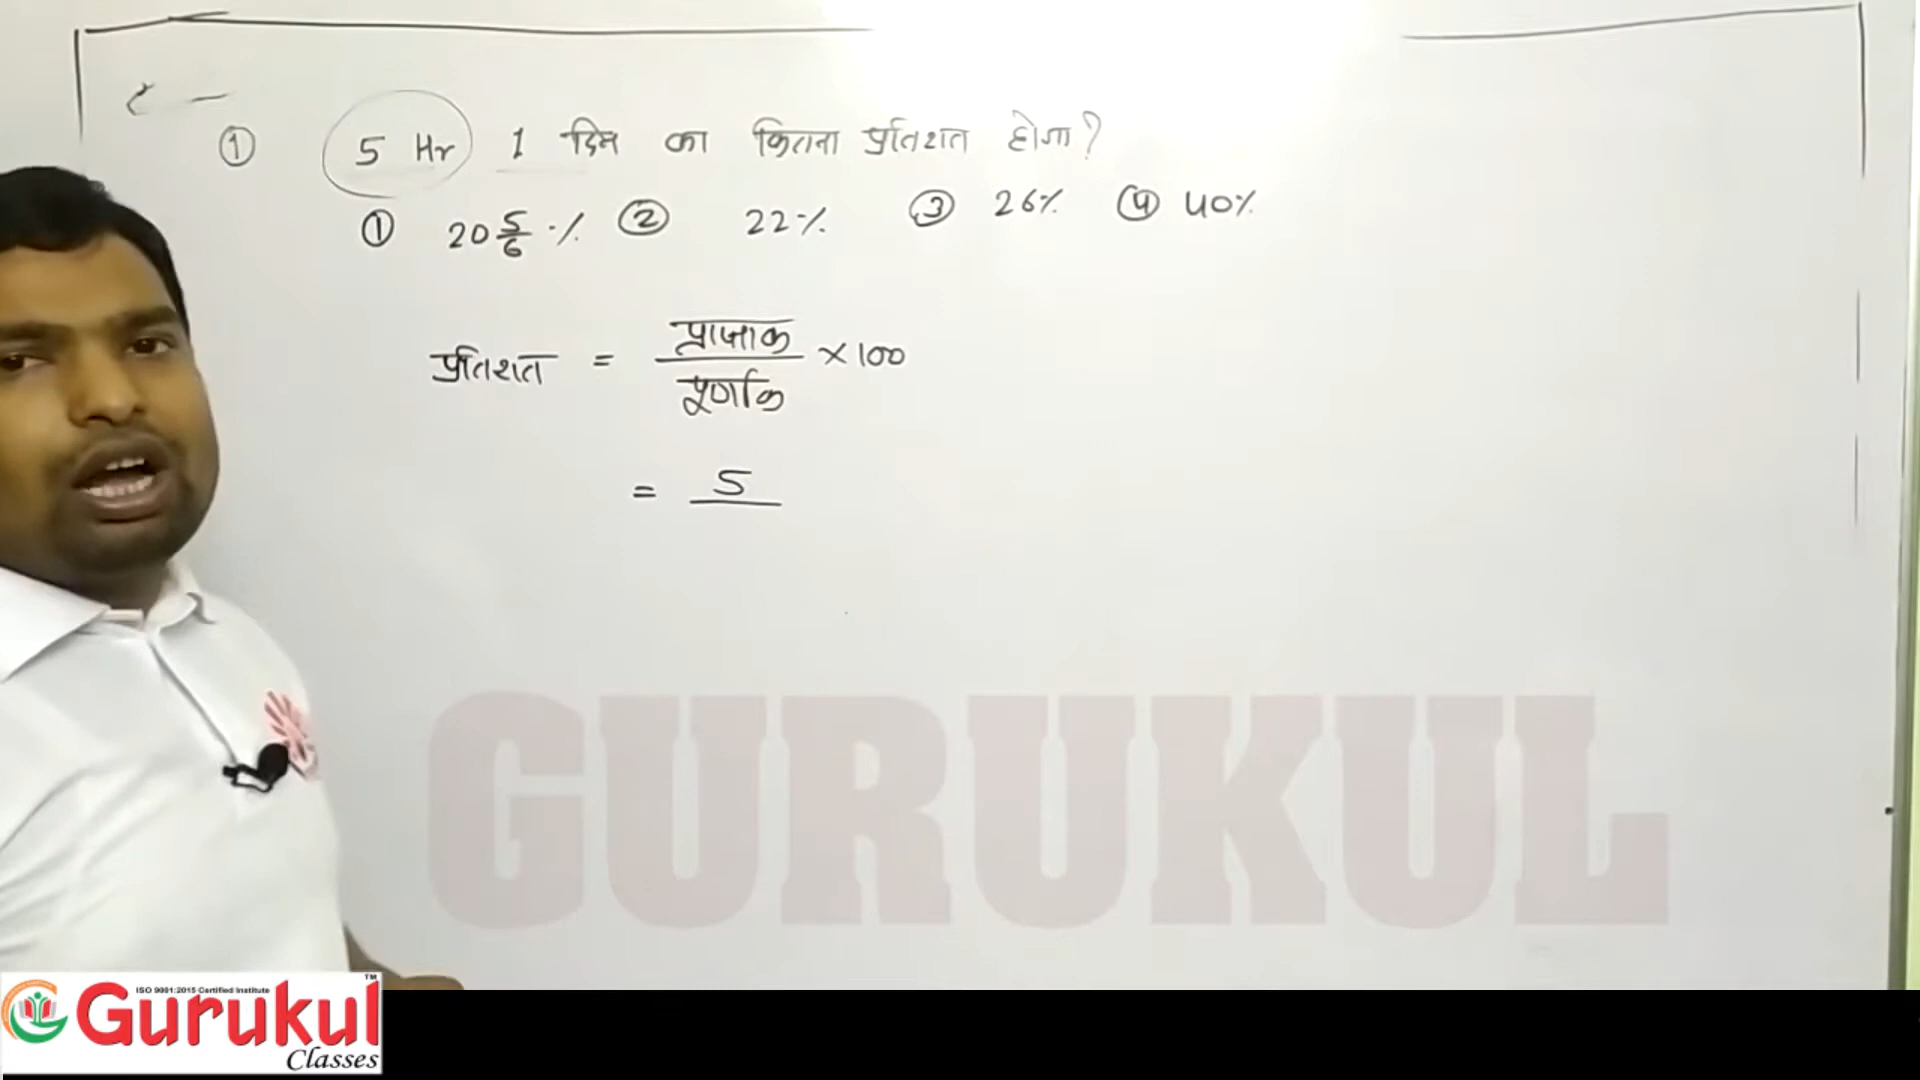 ① 5 Hr 1 दिन का कितना प्रतिशत होगा?
① 20 5/6 % ② 22% ③ 26% ④ 40%
प्रतिशत = प्राप्तांक / पूर्णांक × 100
= 5
GURUKUL
ISO 9001:2015 Certified Institute
TM
Gurukul
Classes